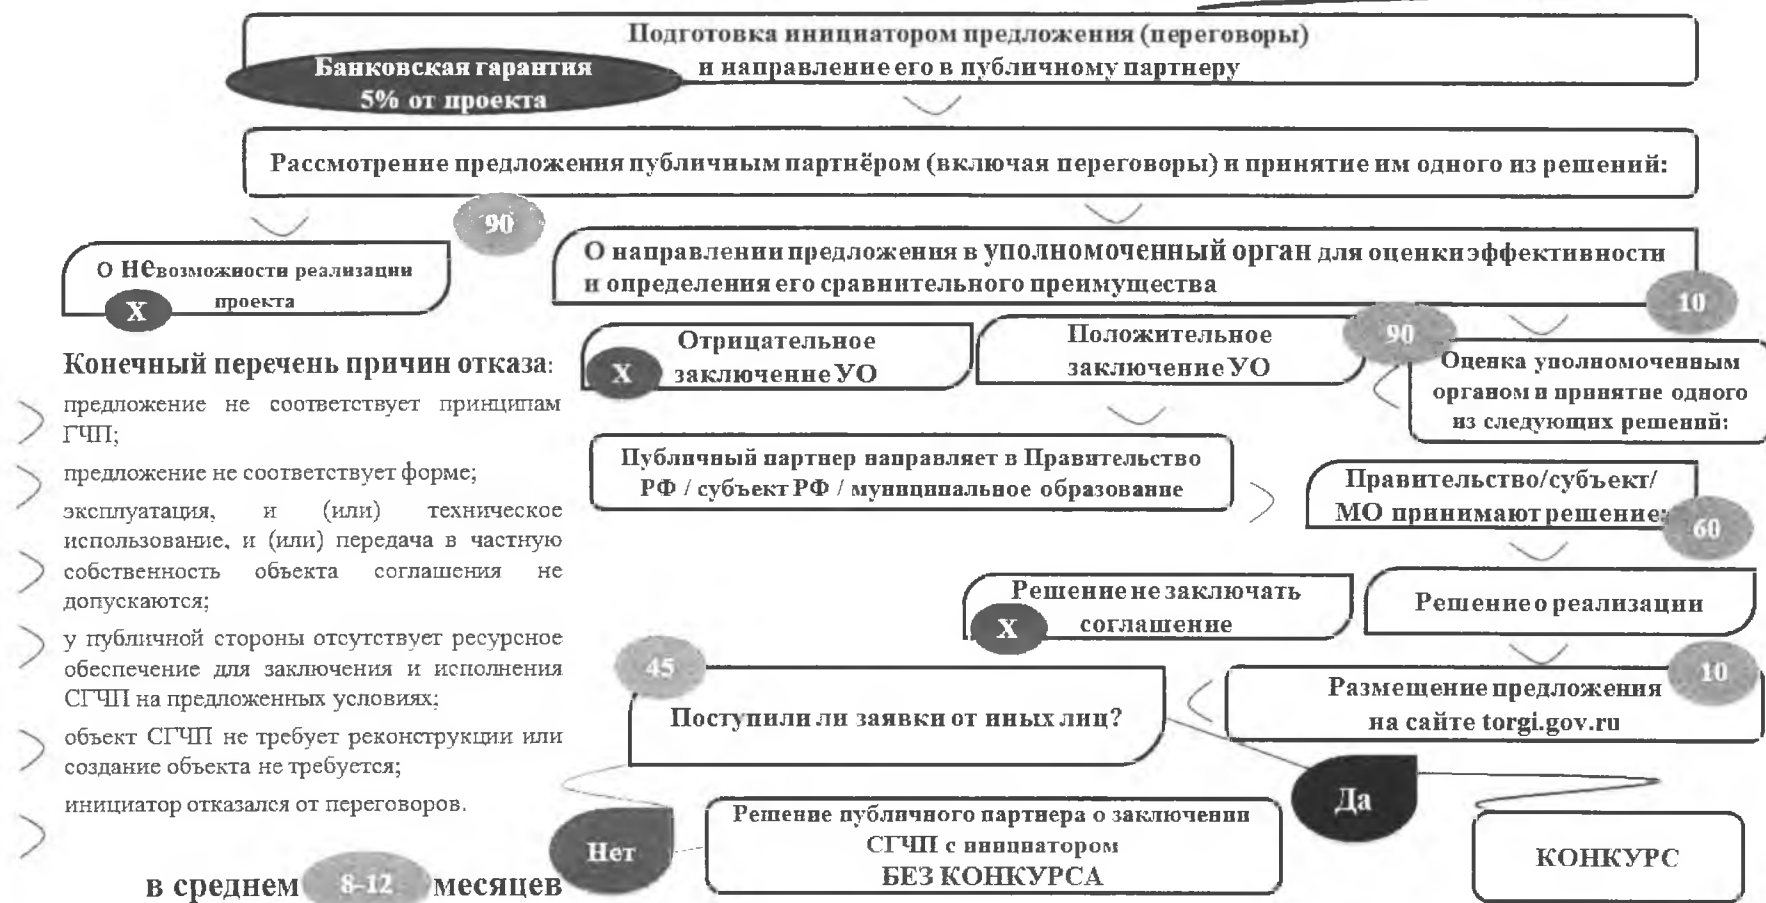 Подготовка инициатором предложения (переговоры)
и направление его в публичному партнеру
Банковская гарантия
5% от проекта
Рассмотрение предложения публичным партнёром (включая переговоры) и принятие им одного из решений:
90
О невозможности реализации
проекта
X
О направлении предложения в уполномоченный орган для оценки эффективности
и определения его сравнительного преимущества
10
Отрицательное
заключение УО
X
Положительное
заключение УО
90
Оценка уполномоченным
органом и принятие одного
из следующих решений:
Конечный перечень причин отказа:
предложение не соответствует принципам
ГЧП;
предложение не соответствует форме;
эксплуатация, и (или) техническое
использование, и (или) передача в частную
собственность объекта соглашения не
допускаются;
у публичной стороны отсутствует ресурсное
обеспечение для заключения и исполнения
СГЧП на предложенных условиях;
объект СГЧП не требует реконструкции или
создание объекта не требуется;
инициатор отказался от переговоров.
в среднем 8-12 месяцев
Публичный партнер направляет в Правительство
РФ / субъект РФ / муниципальное образование
Правительство/субъект/
МО принимают решение:
60
Решение не заключать
соглашение
X
Решение о реализации
10
Размещение предложения
на сайте torgi.gov.ru
45
Поступили ли заявки от иных лиц?
Да
Нет
Решение публичного партнера о заключении
СГЧП с инициатором
БЕЗ КОНКУРСА
КОНКУРС